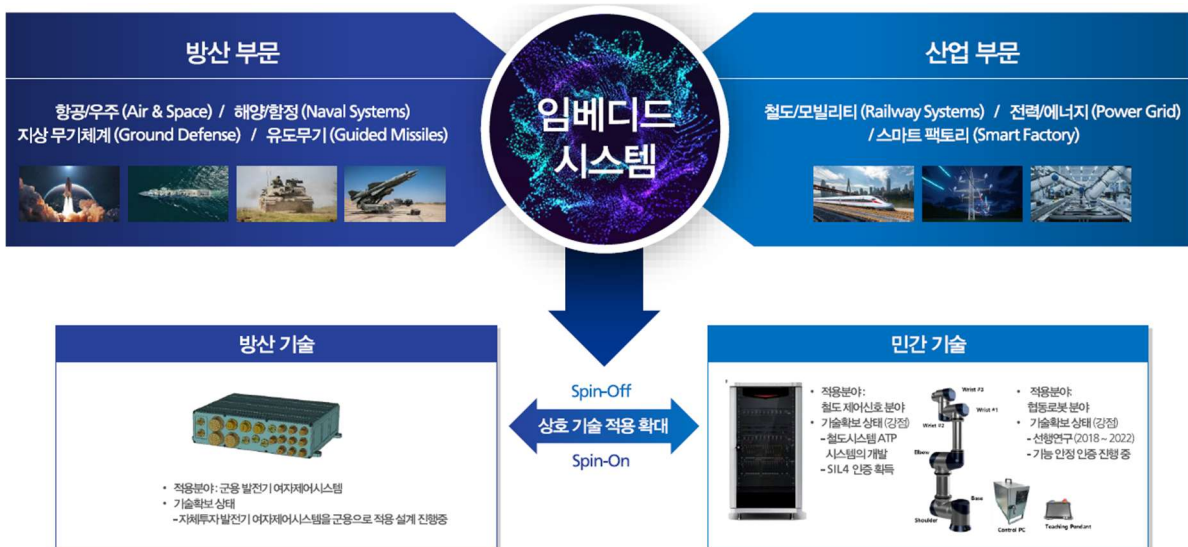 방산 부문
항공/우주 (Air & Space) / 해양/함정 (Naval Systems)
지상 무기체계 (Ground Defense) / 유도무기 (Guided Missiles)
임베디드
시스템
산업 부문
철도/모빌리티 (Railway Systems) / 전력/에너지 (Power Grid)
/ 스마트 팩토리 (Smart Factory)
방산 기술
• 적용분야 : 군용 발전기 여자제어시스템
• 기술확보 상태
– 자체투자 발전기 여자제어시스템을 군용으로 적용 설계 진행중
Spin-Off
상호 기술 적용 확대
Spin-On
민간 기술
• 적용분야 :
철도 제어신호 분야
• 기술확보 상태 (강점)
– 철도시스템 ATP
시스템의 개발
– SIL4 인증 획득
Wrist #3
Wrist #1
Wrist #2
Elbow
Base
Shoulder
Control PC
Teaching Pendant
• 적용분야:
협동로봇 분야
• 기술확보 상태 (강점)
– 선행연구 (2018 ~ 2022)
– 기능 안정 인증 진행 중